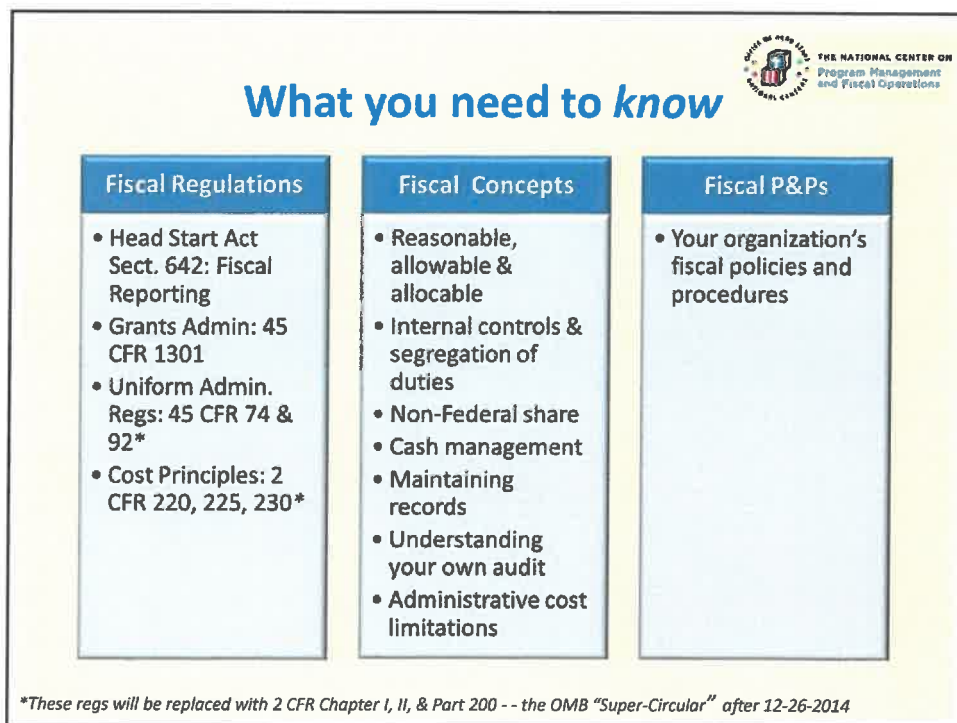 THE NATIONAL CENTER ON
Program Management
and Fiscal Operations
What you need to know
Fiscal Regulations
• Head Start Act
Sect. 642: Fiscal
Reporting
• Grants Admin: 45
CFR 1301
• Uniform Admin.
Regs: 45 CFR 74 &
92*
• Cost Principles: 2
CFR 220, 225, 230*
Fiscal Concepts
• Reasonable,
allowable &
allocable
• Internal controls &
segregation of
duties
• Non-Federal share
• Cash management
• Maintaining
records
• Understanding
your own audit
• Administrative cost
limitations
Fiscal P&Ps
• Your organization's
fiscal policies and
procedures
*These regs will be replaced with 2 CFR Chapter I, II, & Part 200 - - the OMB "Super-Circular" after 12-26-2014